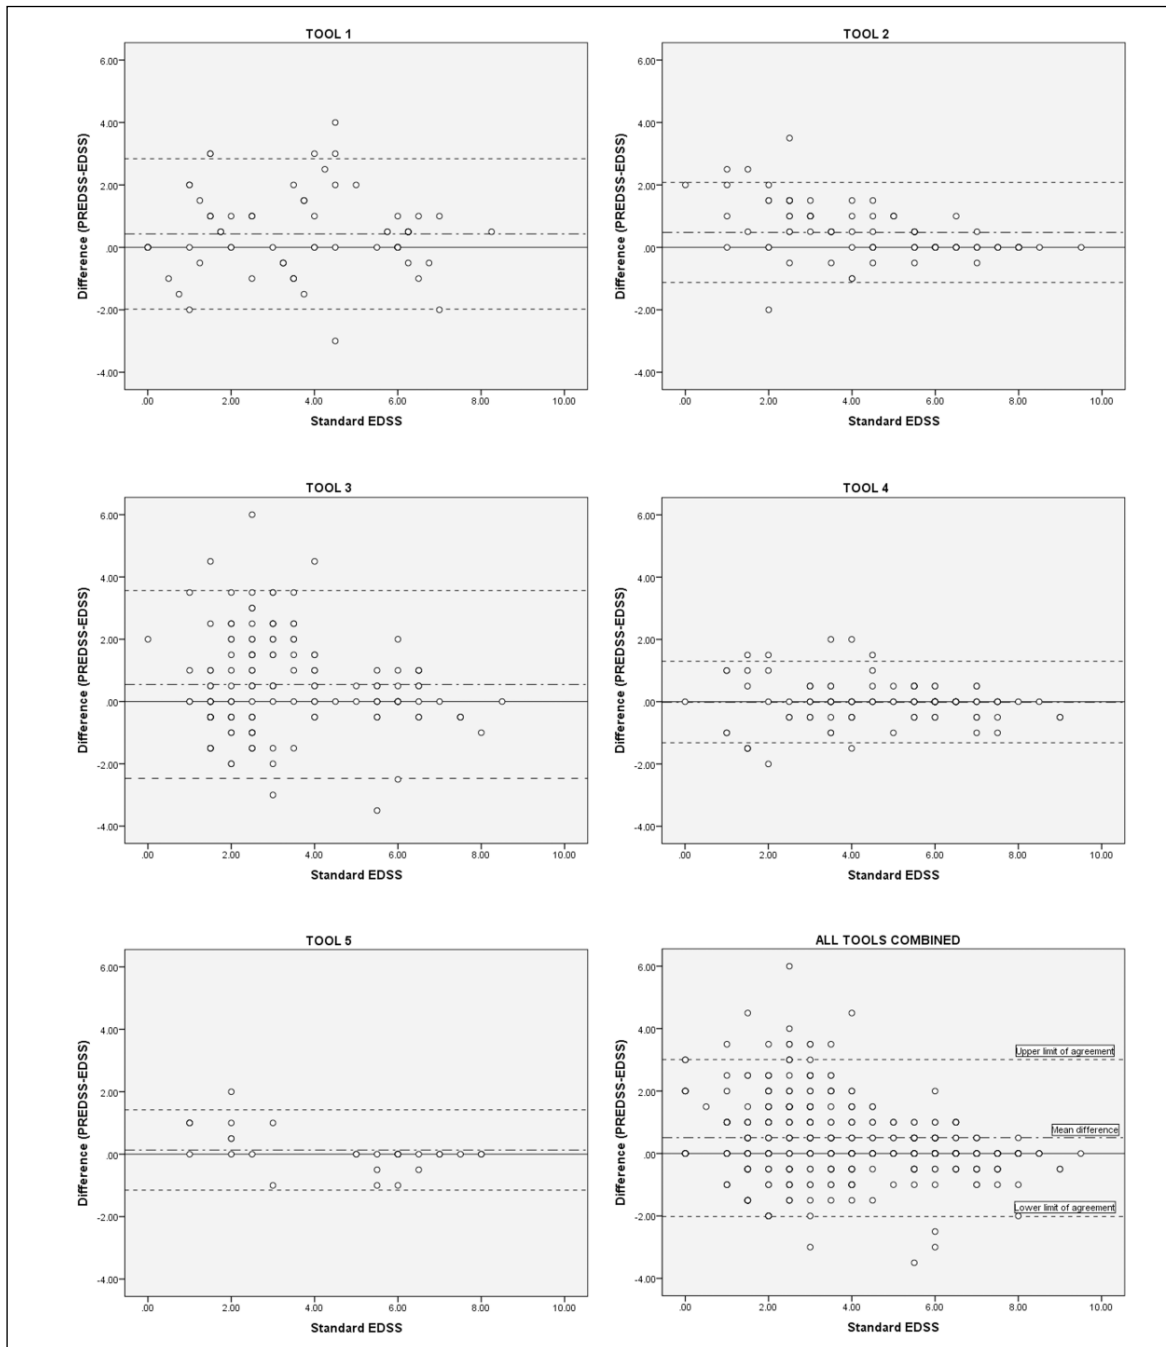 TOOL 1
6.00
4.00
2.00
.00
-2.00
-4.00
Difference (PREDSS-EDSS)
.00 2.00 4.00 6.00 8.00 10.00
Standard EDSS
TOOL 2
6.00
4.00
2.00
.00
-2.00
-4.00
Difference (PREDSS-EDSS)
.00 2.00 4.00 6.00 8.00 10.00
Standard EDSS
TOOL 3
6.00
4.00
2.00
.00
-2.00
-4.00
Difference (PREDSS-EDSS)
.00 2.00 4.00 6.00 8.00 10.00
Standard EDSS
TOOL 4
6.00
4.00
2.00
.00
-2.00
-4.00
Difference (PREDSS-EDSS)
.00 2.00 4.00 6.00 8.00 10.00
Standard EDSS
TOOL 5
6.00
4.00
2.00
.00
-2.00
-4.00
Difference (PREDSS-EDSS)
.00 2.00 4.00 6.00 8.00 10.00
Standard EDSS
ALL TOOLS COMBINED
6.00
4.00
2.00
.00
-2.00
-4.00
Difference (PREDSS-EDSS)
Upper limit of agreement
Mean difference
Lower limit of agreement
.00 2.00 4.00 6.00 8.00 10.00
Standard EDSS